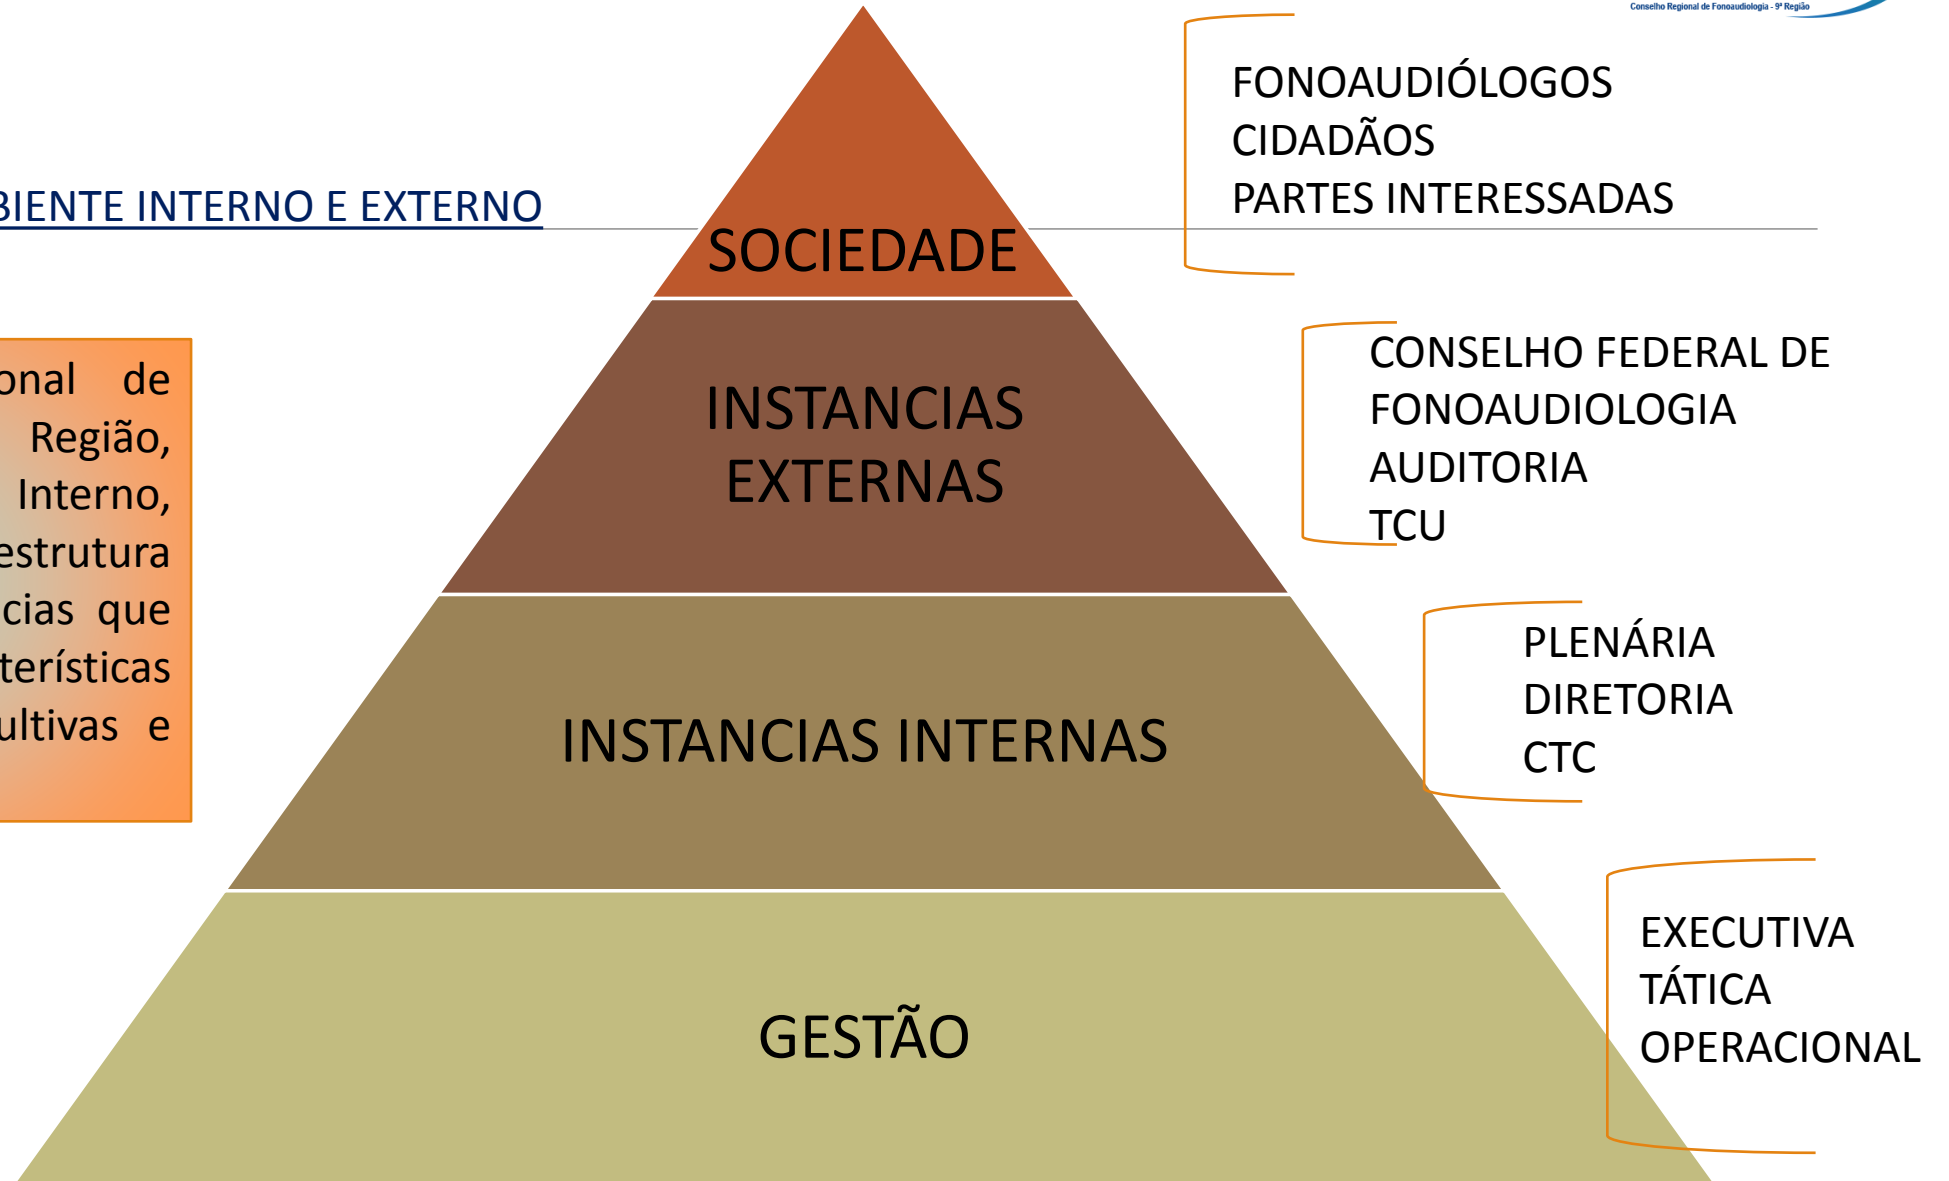 Conselho Regional de Fonoaudiologia - 9ª Região
FONOAUDIÓLOGOS
CIDADÃOS
PARTES INTERESSADAS
BIENTE INTERNO E EXTERNO
SOCIEDADE
CONSELHO FEDERAL DE
FONOAUDIOLOGIA
AUDITORIA
TCU
INSTANCIAS
EXTERNAS
onal de
Região,
Interno,
estrutura
cias que
terísticas
ultivas e
PLENÁRIA
DIRETORIA
CTC
INSTANCIAS INTERNAS
EXECUTIVA
TÁTICA
OPERACIONAL
GESTÃO